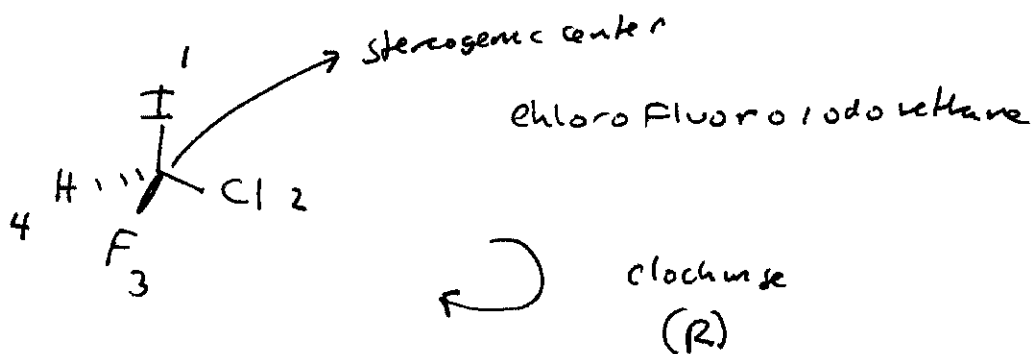 1
stereogenic center
I
chloro Fluoro iodo methane
H Cl 2
4
F
3
clockwise
(R)